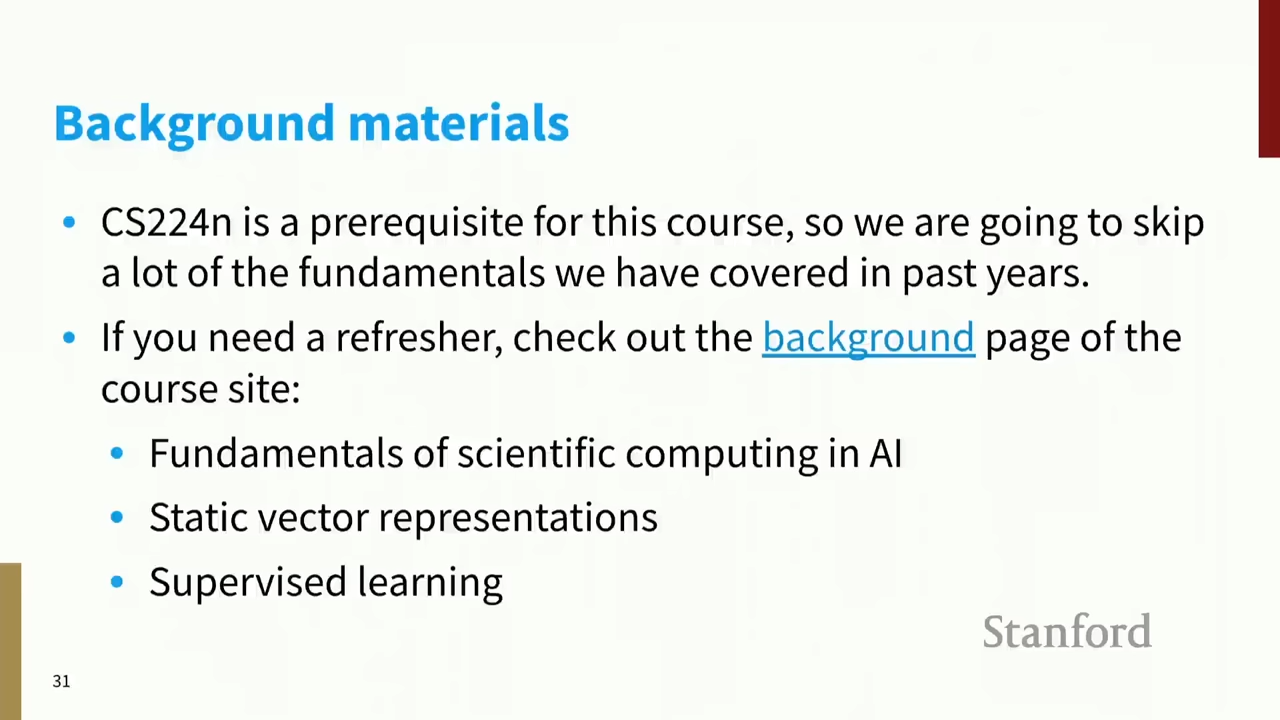 Background materials
• CS224n is a prerequisite for this course, so we are going to skip
a lot of the fundamentals we have covered in past years.
• If you need a refresher, check out the background page of the
course site:
• Fundamentals of scientific computing in AI
• Static vector representations
• Supervised learning
Stanford
31